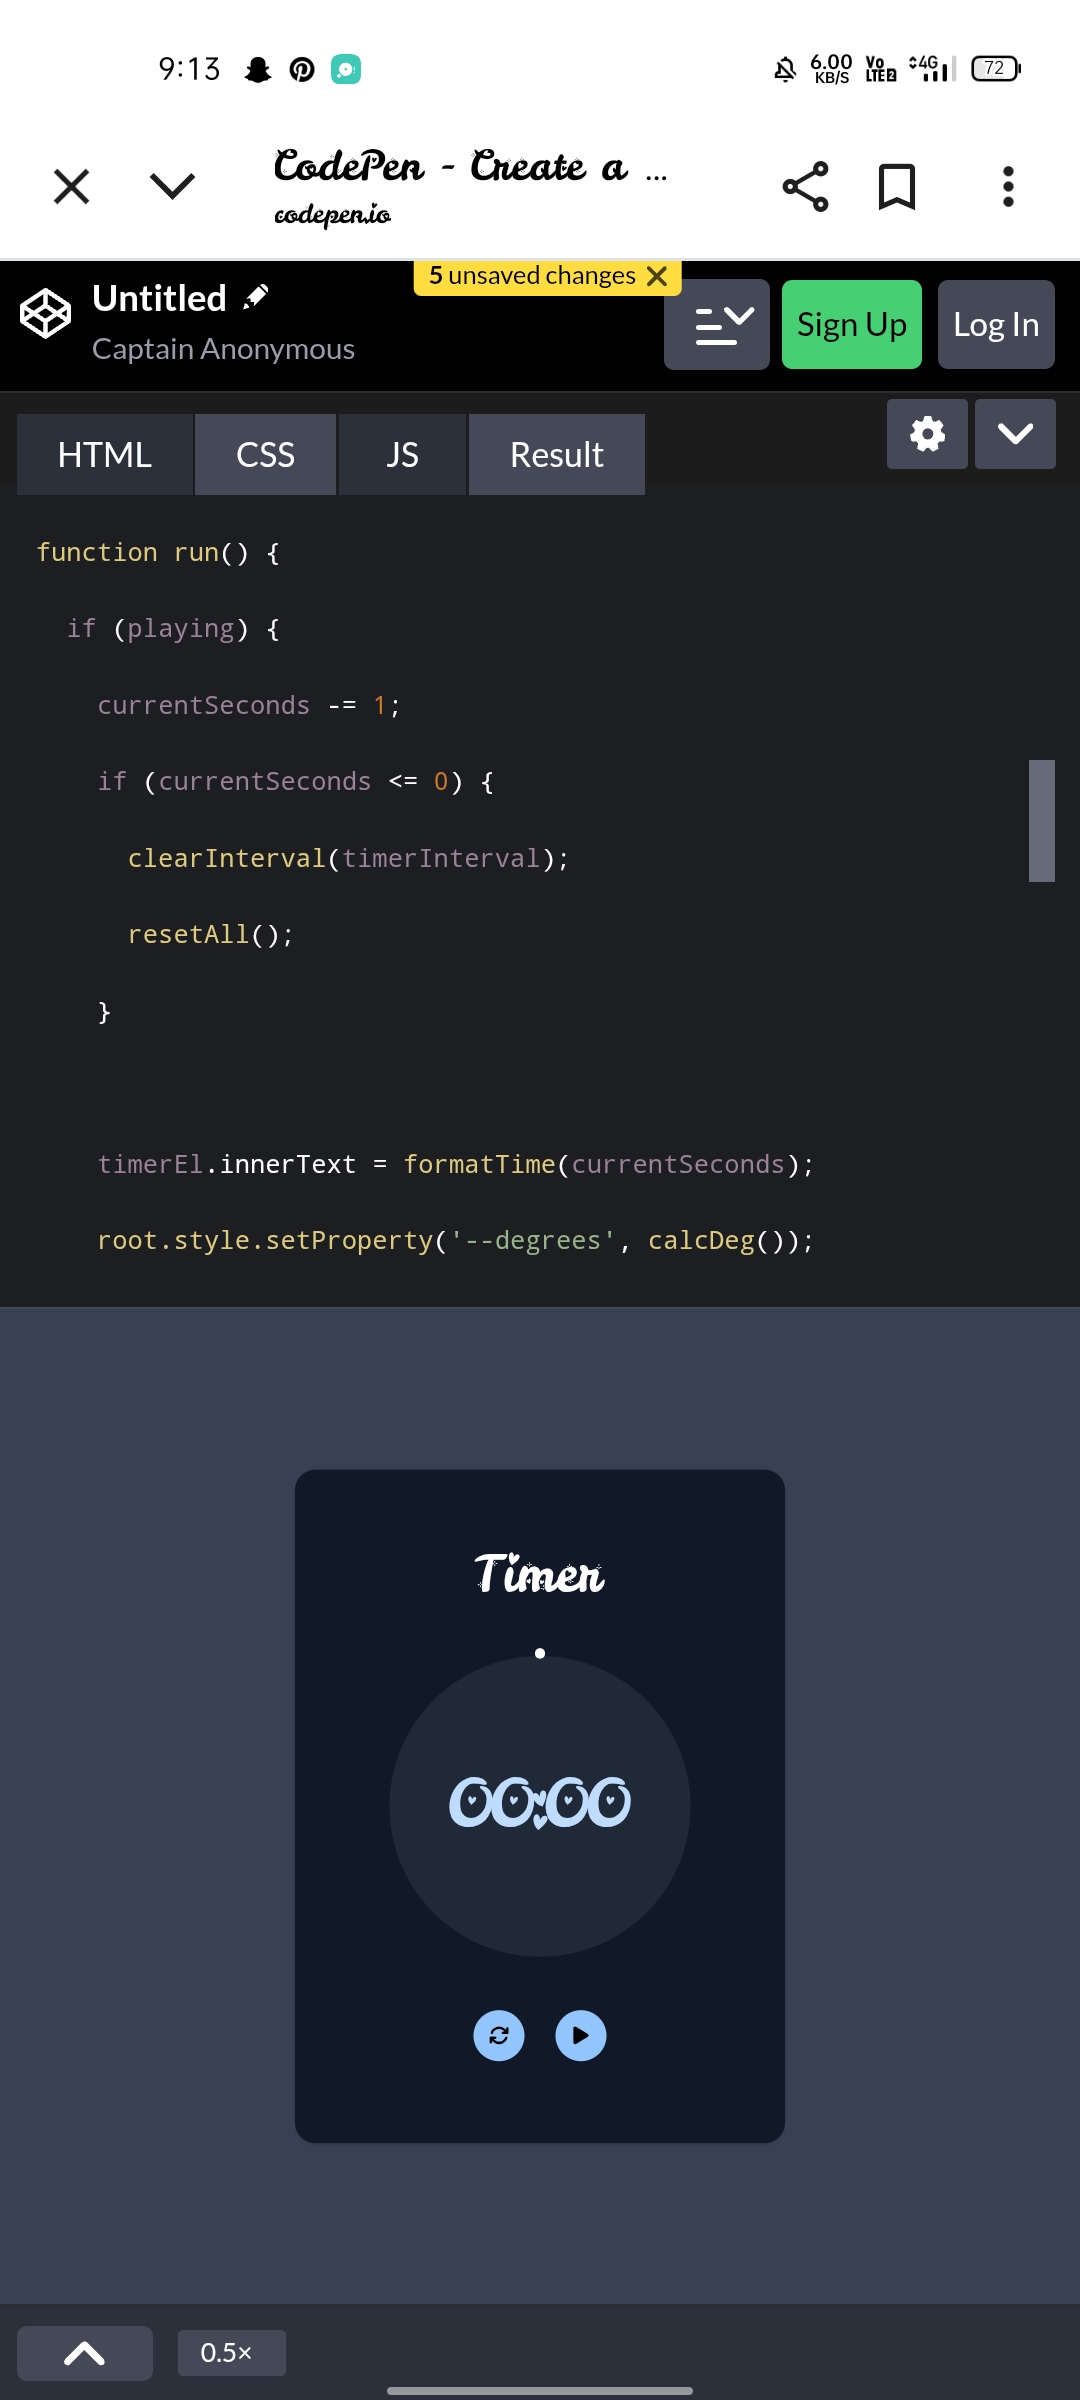 9:13
6.00 KB/S
Vo LTE 2
4G
72
CodePen - Create a ...
codepen.io
5 unsaved changes
Untitled
Captain Anonymous
Sign Up
Log In
HTML
CSS
JS
Result
function run() {
if (playing) {
currentSeconds -= 1;
if (currentSeconds <= 0) {
clearInterval(timerInterval);
resetAll();
}
timerEl.innerText = formatTime(currentSeconds);
root.style.setProperty('--degrees', calcDeg());
Timer
00:00
0.5×